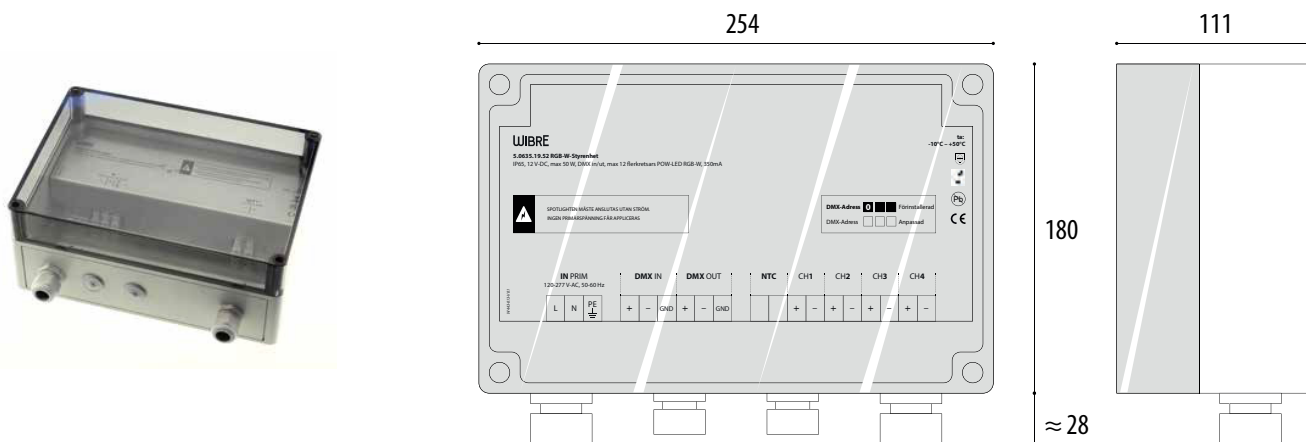 254
111
WIBRE
5.0635.19.52 RGB-W-Styrenhet
IP65, 12 V-DC, max 50 W, DMX in/ut, max 12 flerkretsars POW-LED RGB-W, 350mA
ta:
-10°C – +50°C
Pb
CE
SPOTLIGHTEN MÅSTE ANSLUTAS UTAN STRÖM.
INGEN PRIMÄRSPÄNNING FÅR APPLICERAS
DMX-Adress 0 Förinstallerad
DMX-Adress Anpassad
180
IN PRIM DMX IN DMX OUT NTC CH1 CH2 CH3 CH4
120-277 V-AC, 50-60 Hz
L N PE + – GND + – GND + – + – + – + –
≈ 28